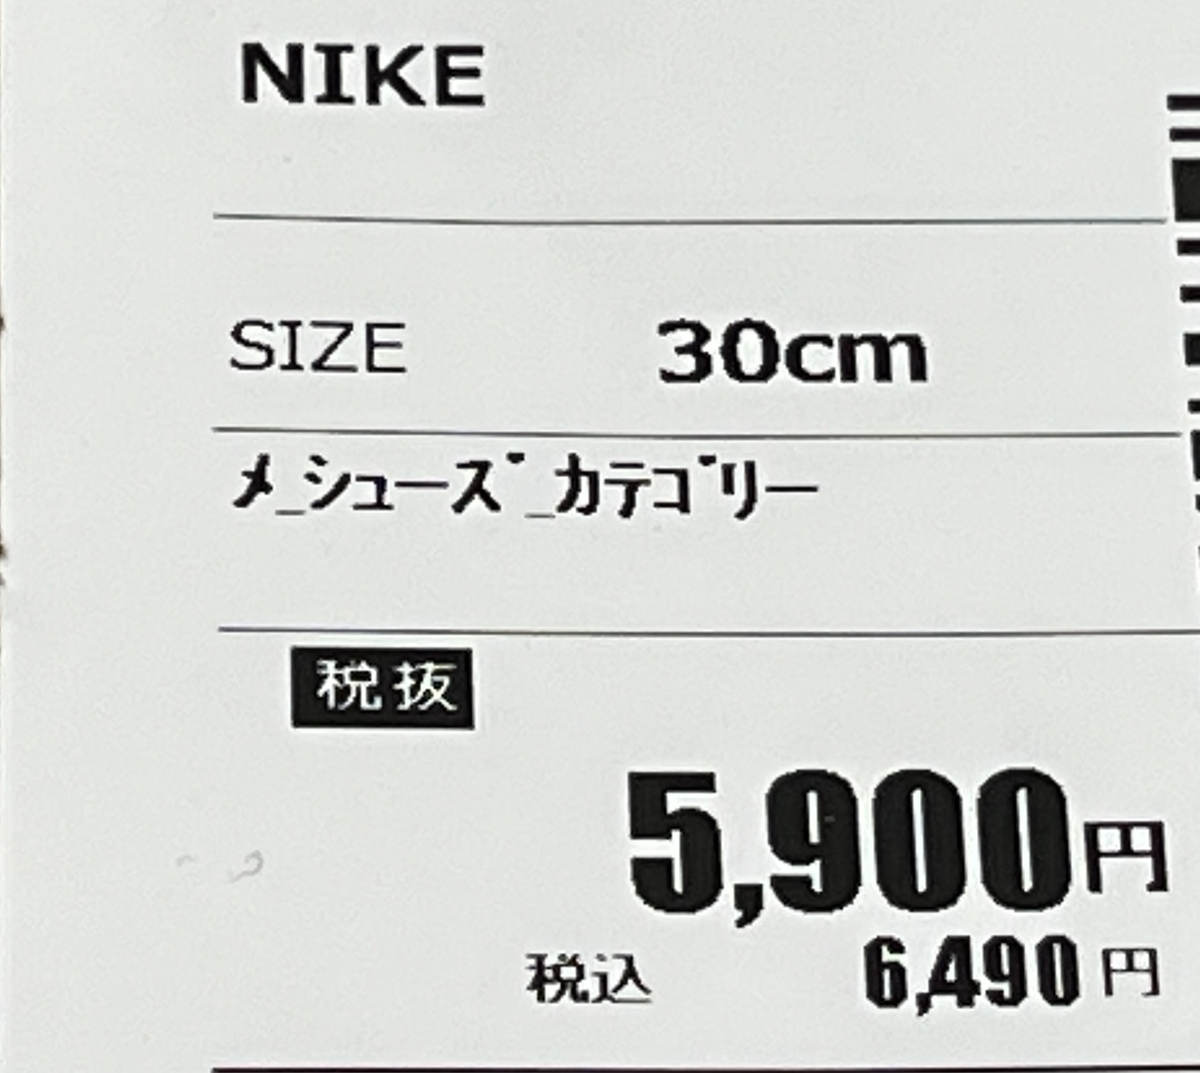 NIKE
SIZE 30cm
メ_シューズ_カテゴリー
税抜
5,900円
税込 6,490円